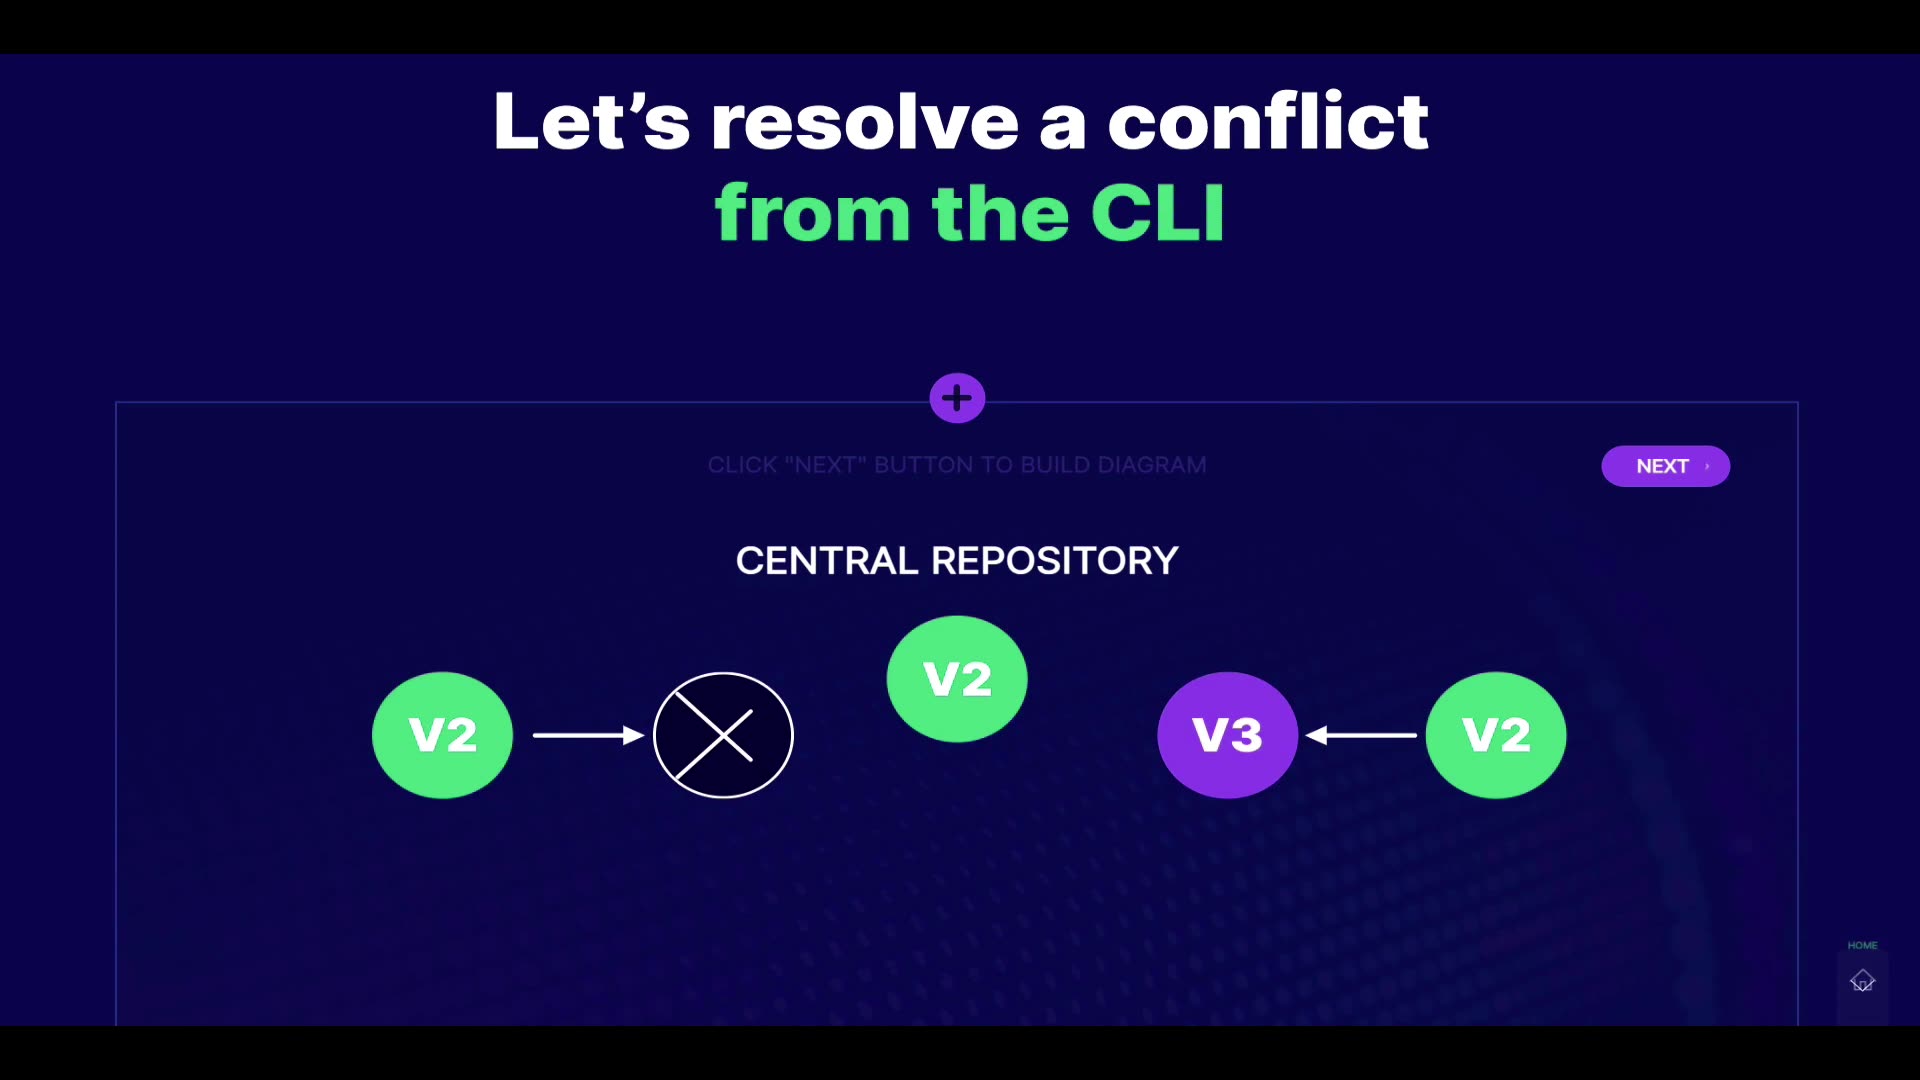 Let’s resolve a conflict
from the CLI
CLICK "NEXT" BUTTON TO BUILD DIAGRAM
NEXT
CENTRAL REPOSITORY
V2
V2
V3
V2
HOME